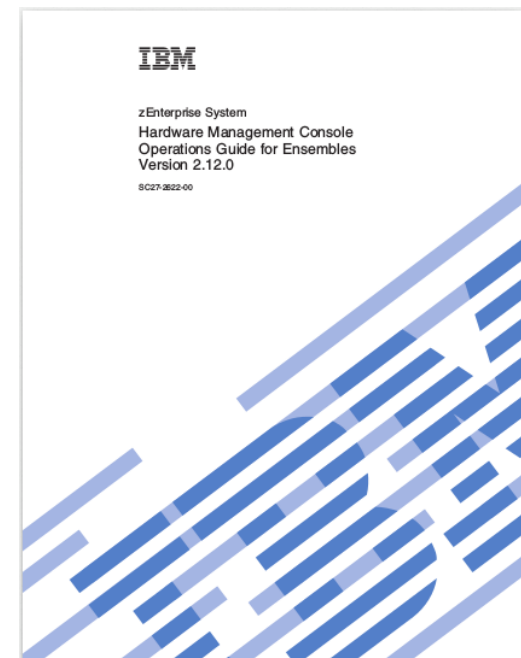 IBM
zEnterprise System
Hardware Management Console
Operations Guide for Ensembles
Version 2.12.0
SC27-2622-00